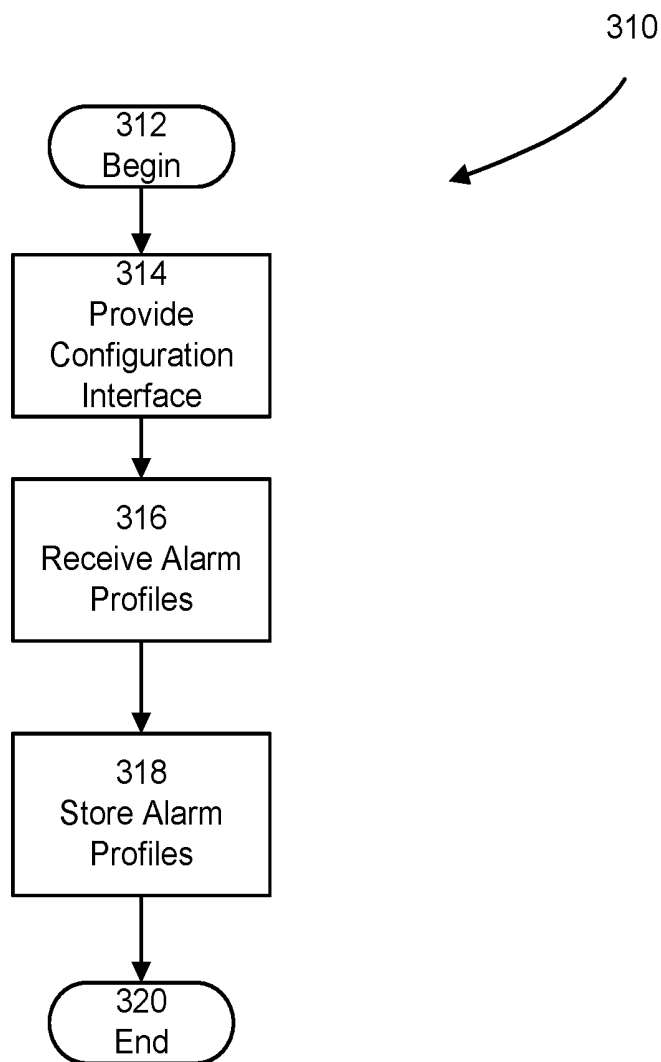 310
312
Begin
314
Provide
Configuration
Interface
316
Receive Alarm
Profiles
318
Store Alarm
Profiles
320
End